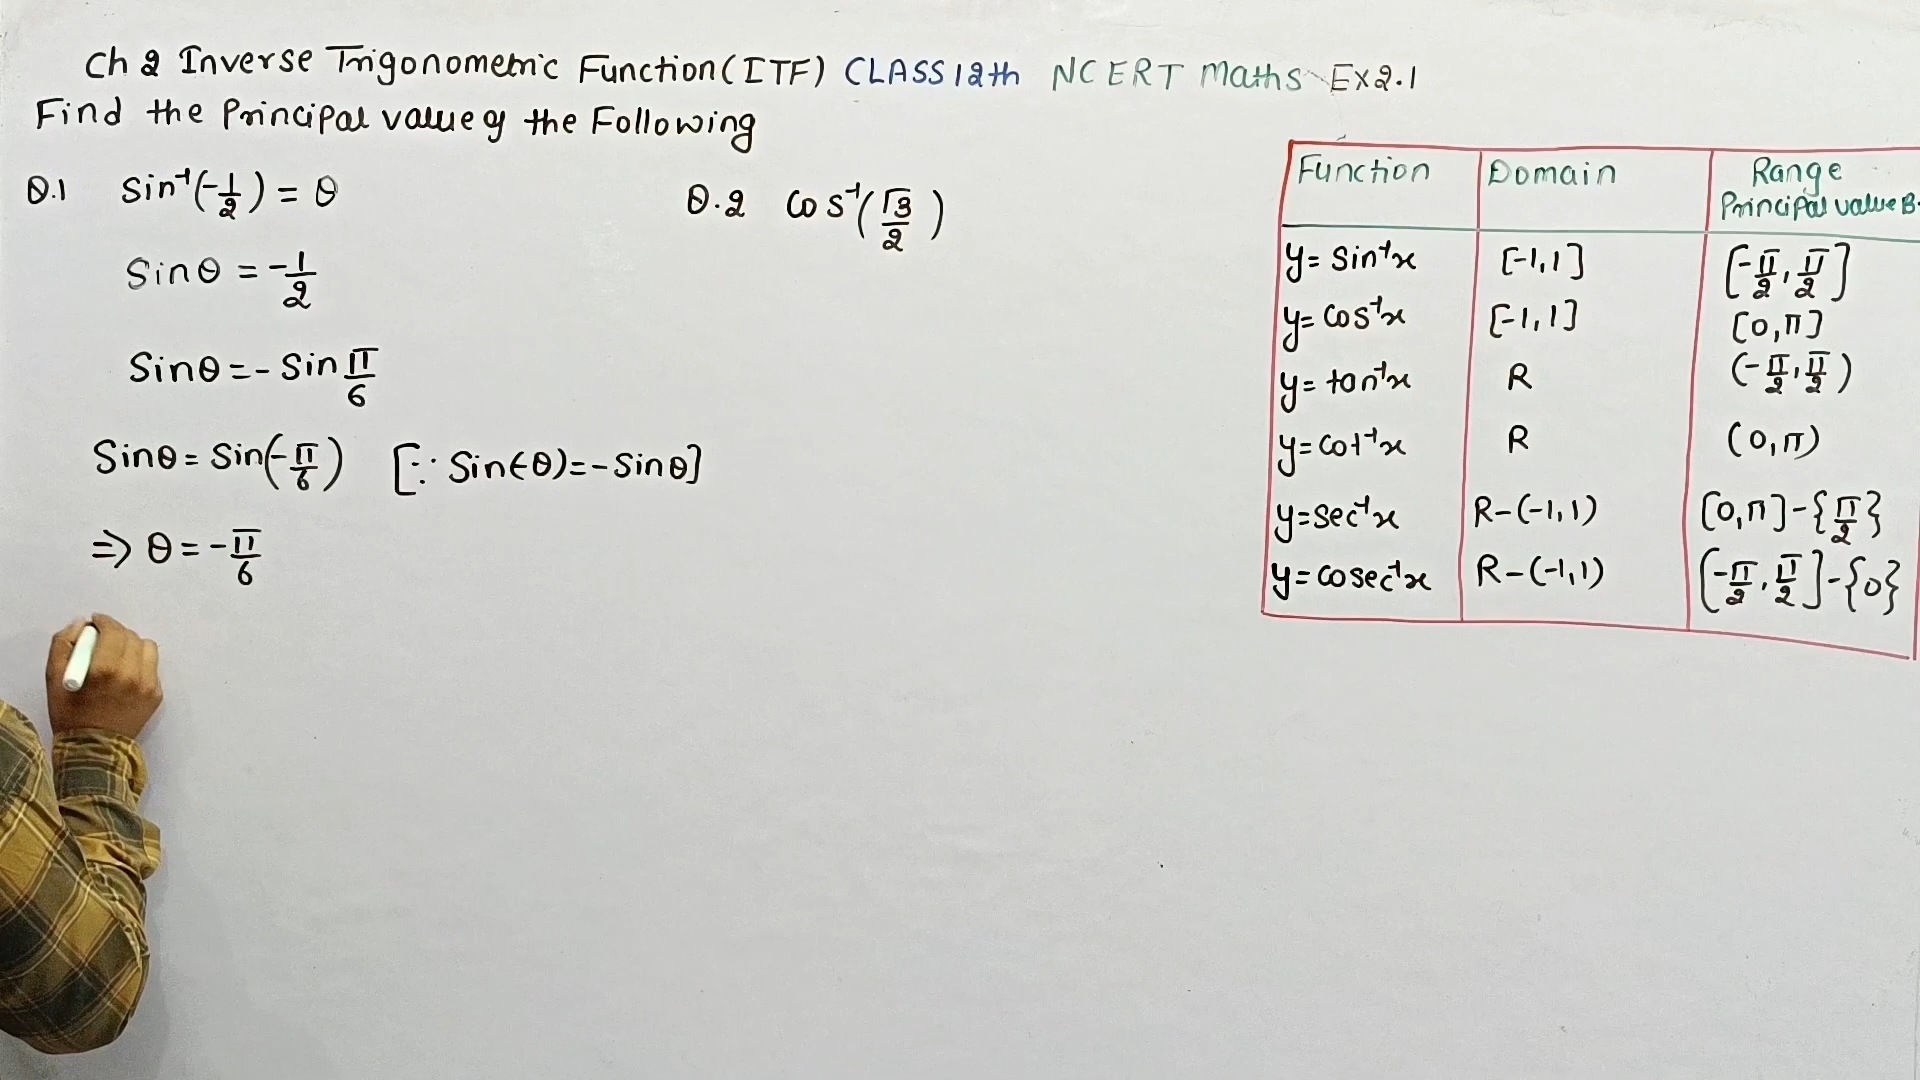 Ch 2 Inverse Trigonometric Function (ITF) CLASS 12th NCERT Maths Ex 2.1
Find the Principal value of the Following
Q.1 Sin⁻¹(-1/2) = θ
Sinθ = -1/2
Sinθ = - Sin π/6
Sinθ = Sin(-π/6) [∵ Sin(-θ) = - Sinθ]
⇒ θ = -π/6
Q.2 Cos⁻¹(√3/2)
Function Domain Range Principal value B.
y = Sin⁻¹x [-1,1] [-π/2, π/2]
y = Cos⁻¹x [-1,1] [0,π]
y = tan⁻¹x R (-π/2, π/2)
y = Cot⁻¹x R (0,π)
y = sec⁻¹x R-(-1,1) [0,π]-{π/2}
y = Cosec⁻¹x R-(-1,1) [-π/2, π/2]-{0}